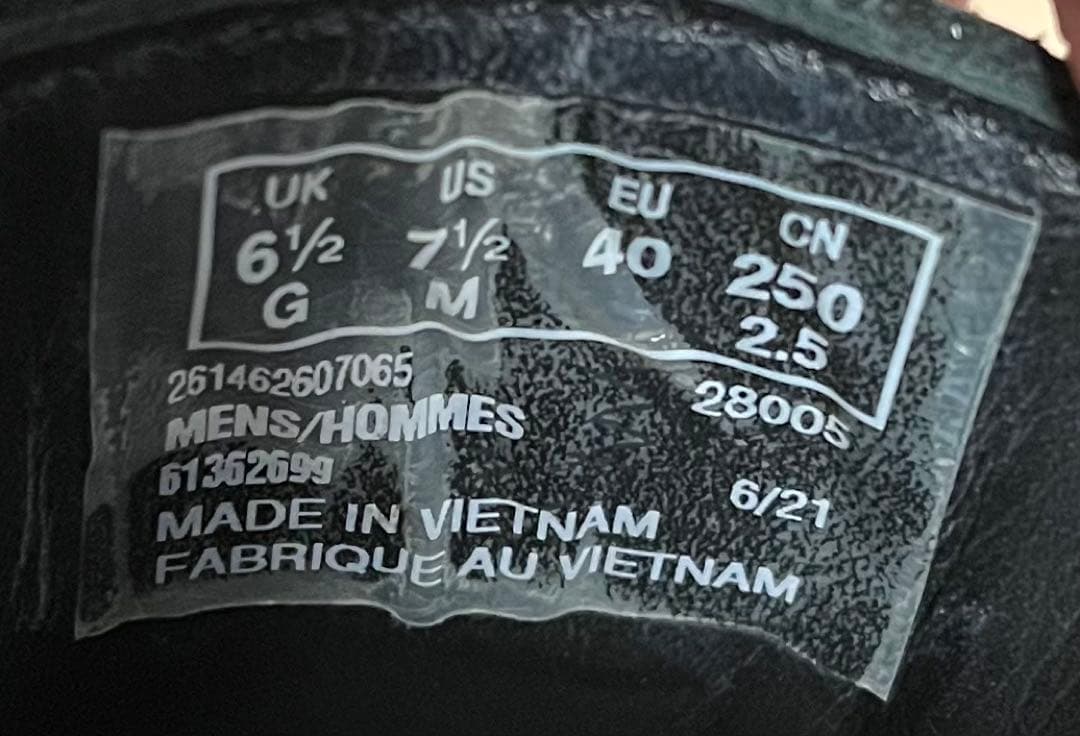 UK US EU CN
6½ 7½ 40 250
G M 2.5
261462607065 28005
MENS/HOMMES
61362699 6/21
MADE IN VIETNAM
FABRIQUE AU VIETNAM